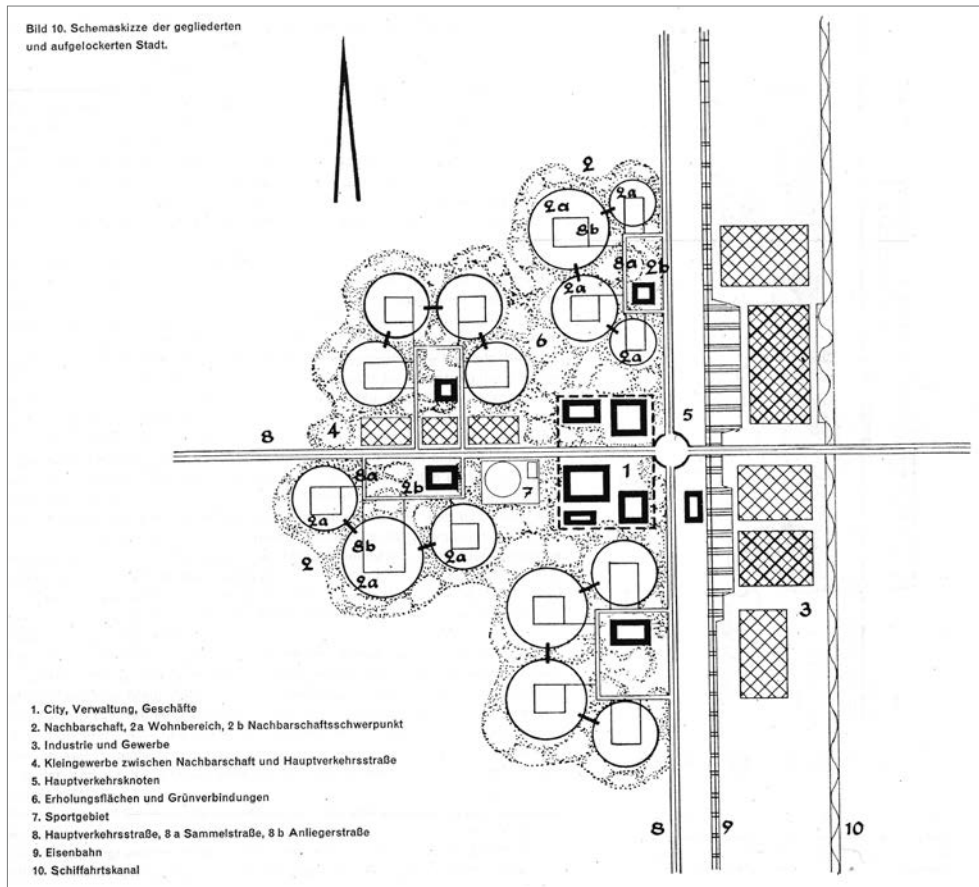 Bild 10. Schemaskizze der gegliederten
und aufgelockerten Stadt.
2
2a
2a
8b
8a
2b
2a
6
2a
4
5
8
1
8a
2b
7
2a
8b
2
2a
2a
3
8
9
10
1. City, Verwaltung, Geschäfte
2. Nachbarschaft, 2a Wohnbereich, 2 b Nachbarschaftsschwerpunkt
3. Industrie und Gewerbe
4. Kleingewerbe zwischen Nachbarschaft und Hauptverkehrsstraße
5. Hauptverkehrsknoten
6. Erholungsflächen und Grünverbindungen
7. Sportgebiet
8. Hauptverkehrsstraße, 8 a Sammelstraße, 8 b Anliegerstraße
9. Eisenbahn
10. Schiffahrtskanal